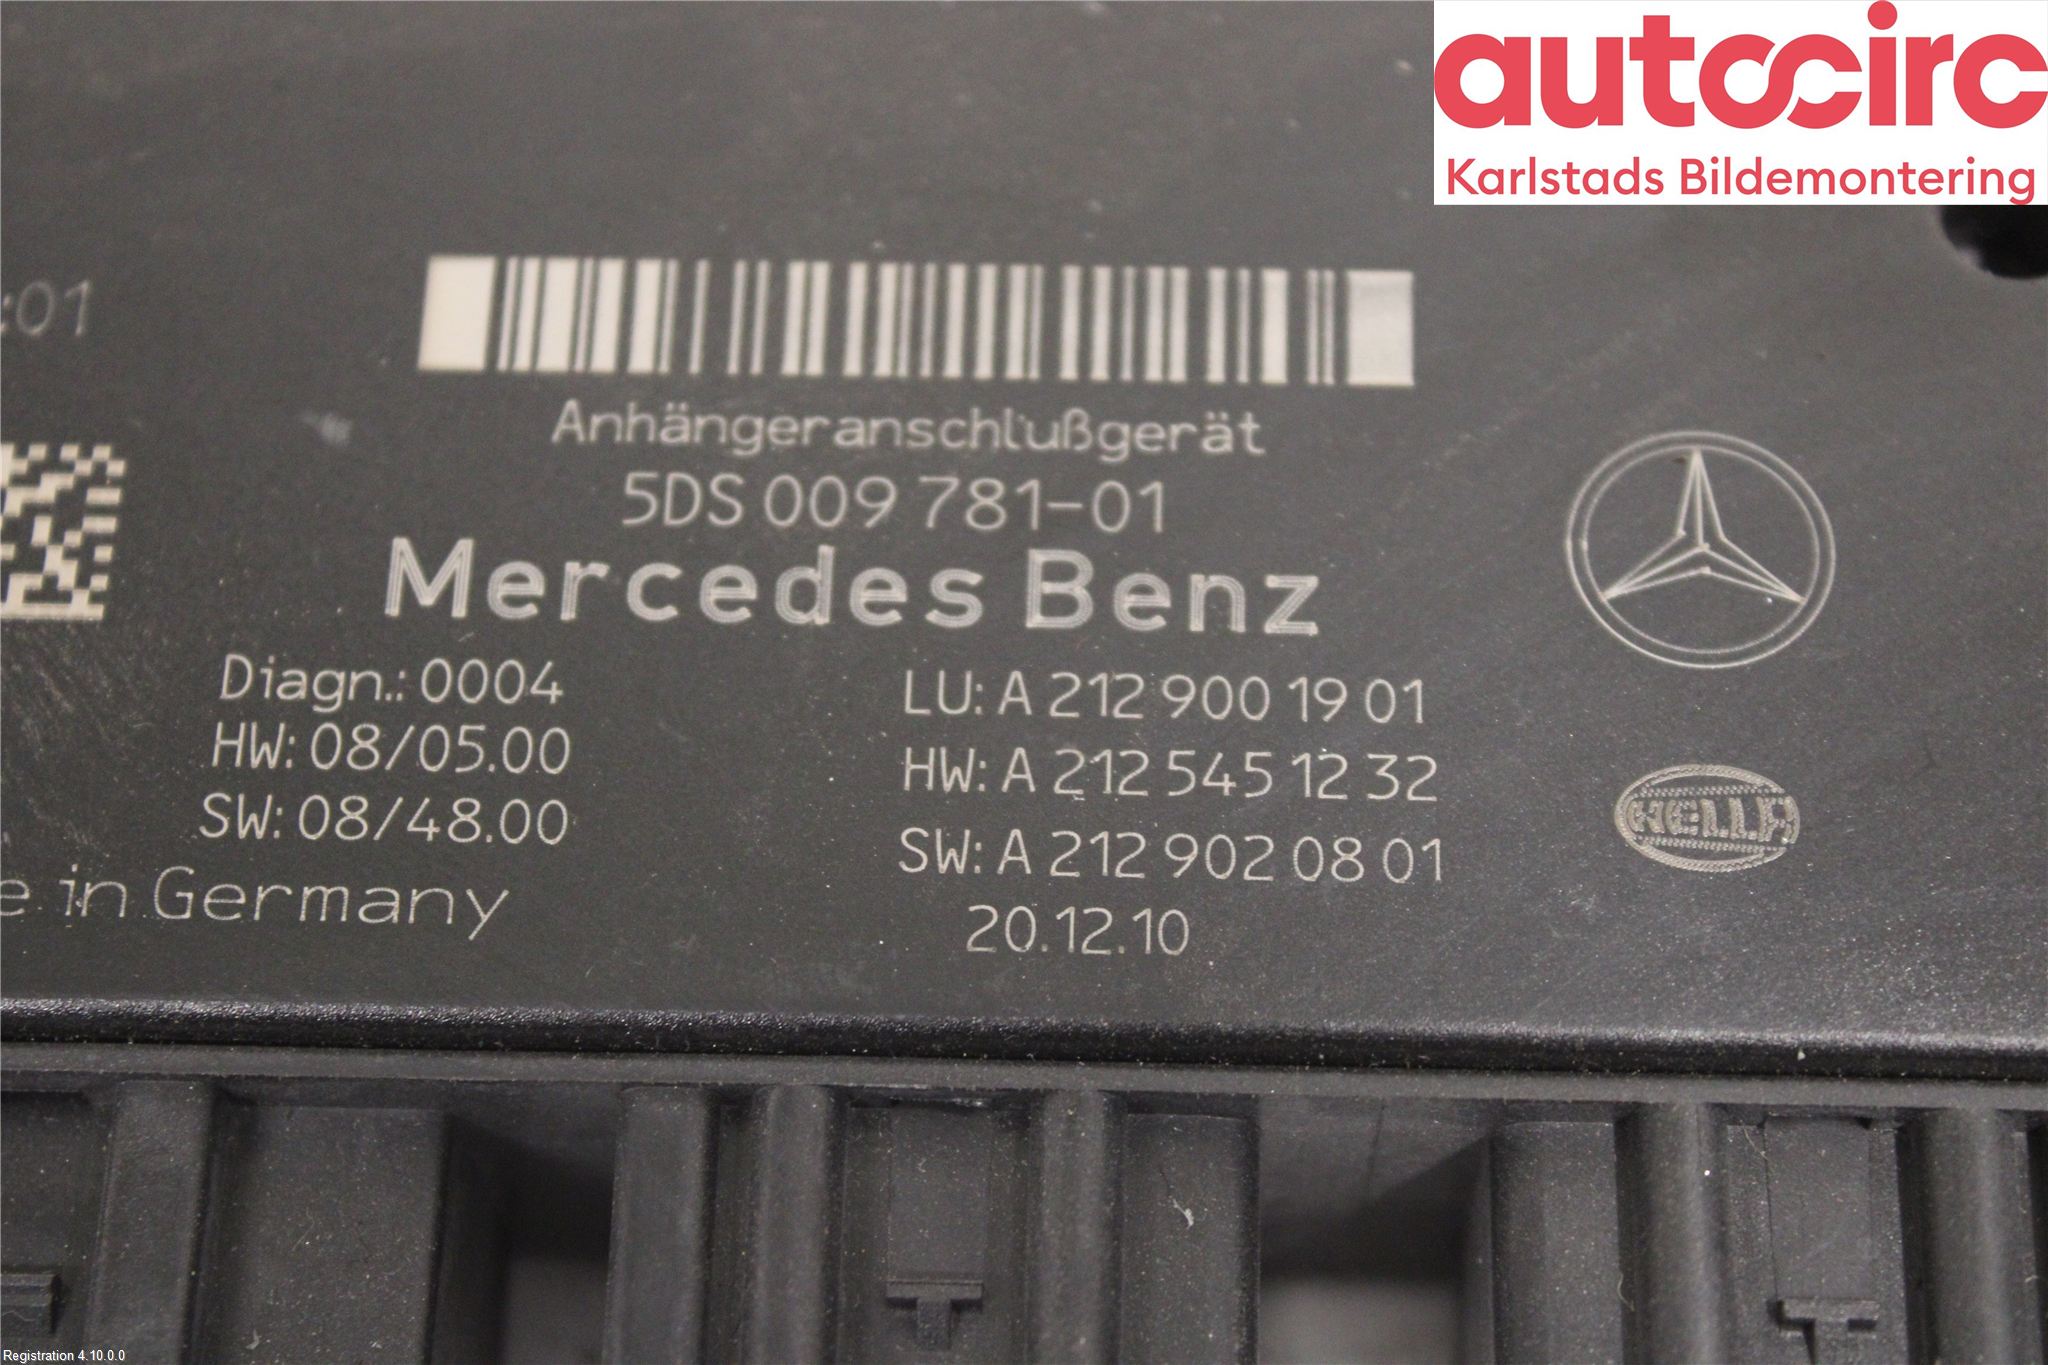 autocirc
Karlstads Bildemontering
:01
Anhängeranschlußgerät
5DS 009 781-01
Mercedes Benz
Diagn.: 0004
HW: 08/05.00
SW: 08/48.00
e in Germany
LU: A 212 900 19 01
HW: A 212 545 12 32
SW: A 212 902 08 01
20.12.10
HELLA
Registration 4.10.0.0